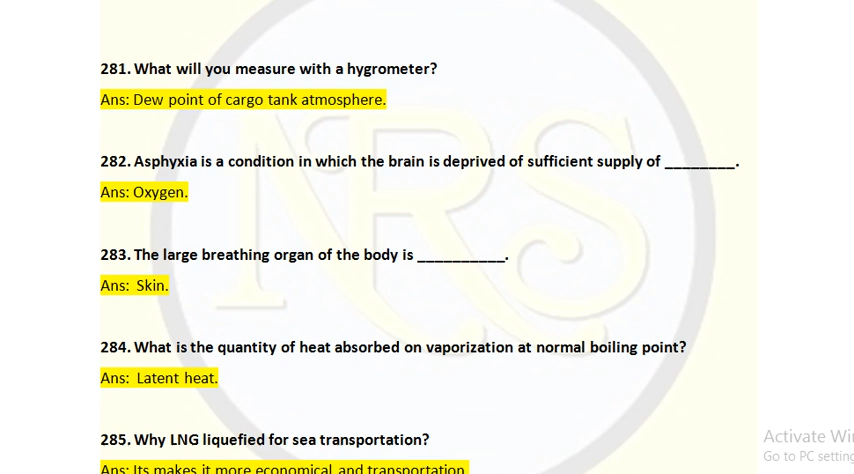 281. What will you measure with a hygrometer?
Ans: Dew point of cargo tank atmosphere.
282. Asphyxia is a condition in which the brain is deprived of sufficient supply of ________.
Ans: Oxygen.
283. The large breathing organ of the body is __________.
Ans: Skin.
284. What is the quantity of heat absorbed on vaporization at normal boiling point?
Ans: Latent heat.
285. Why LNG liquefied for sea transportation?
Ans: Its makes it more economical and transportation.
NRS
Activate Wi
Go to PC setting